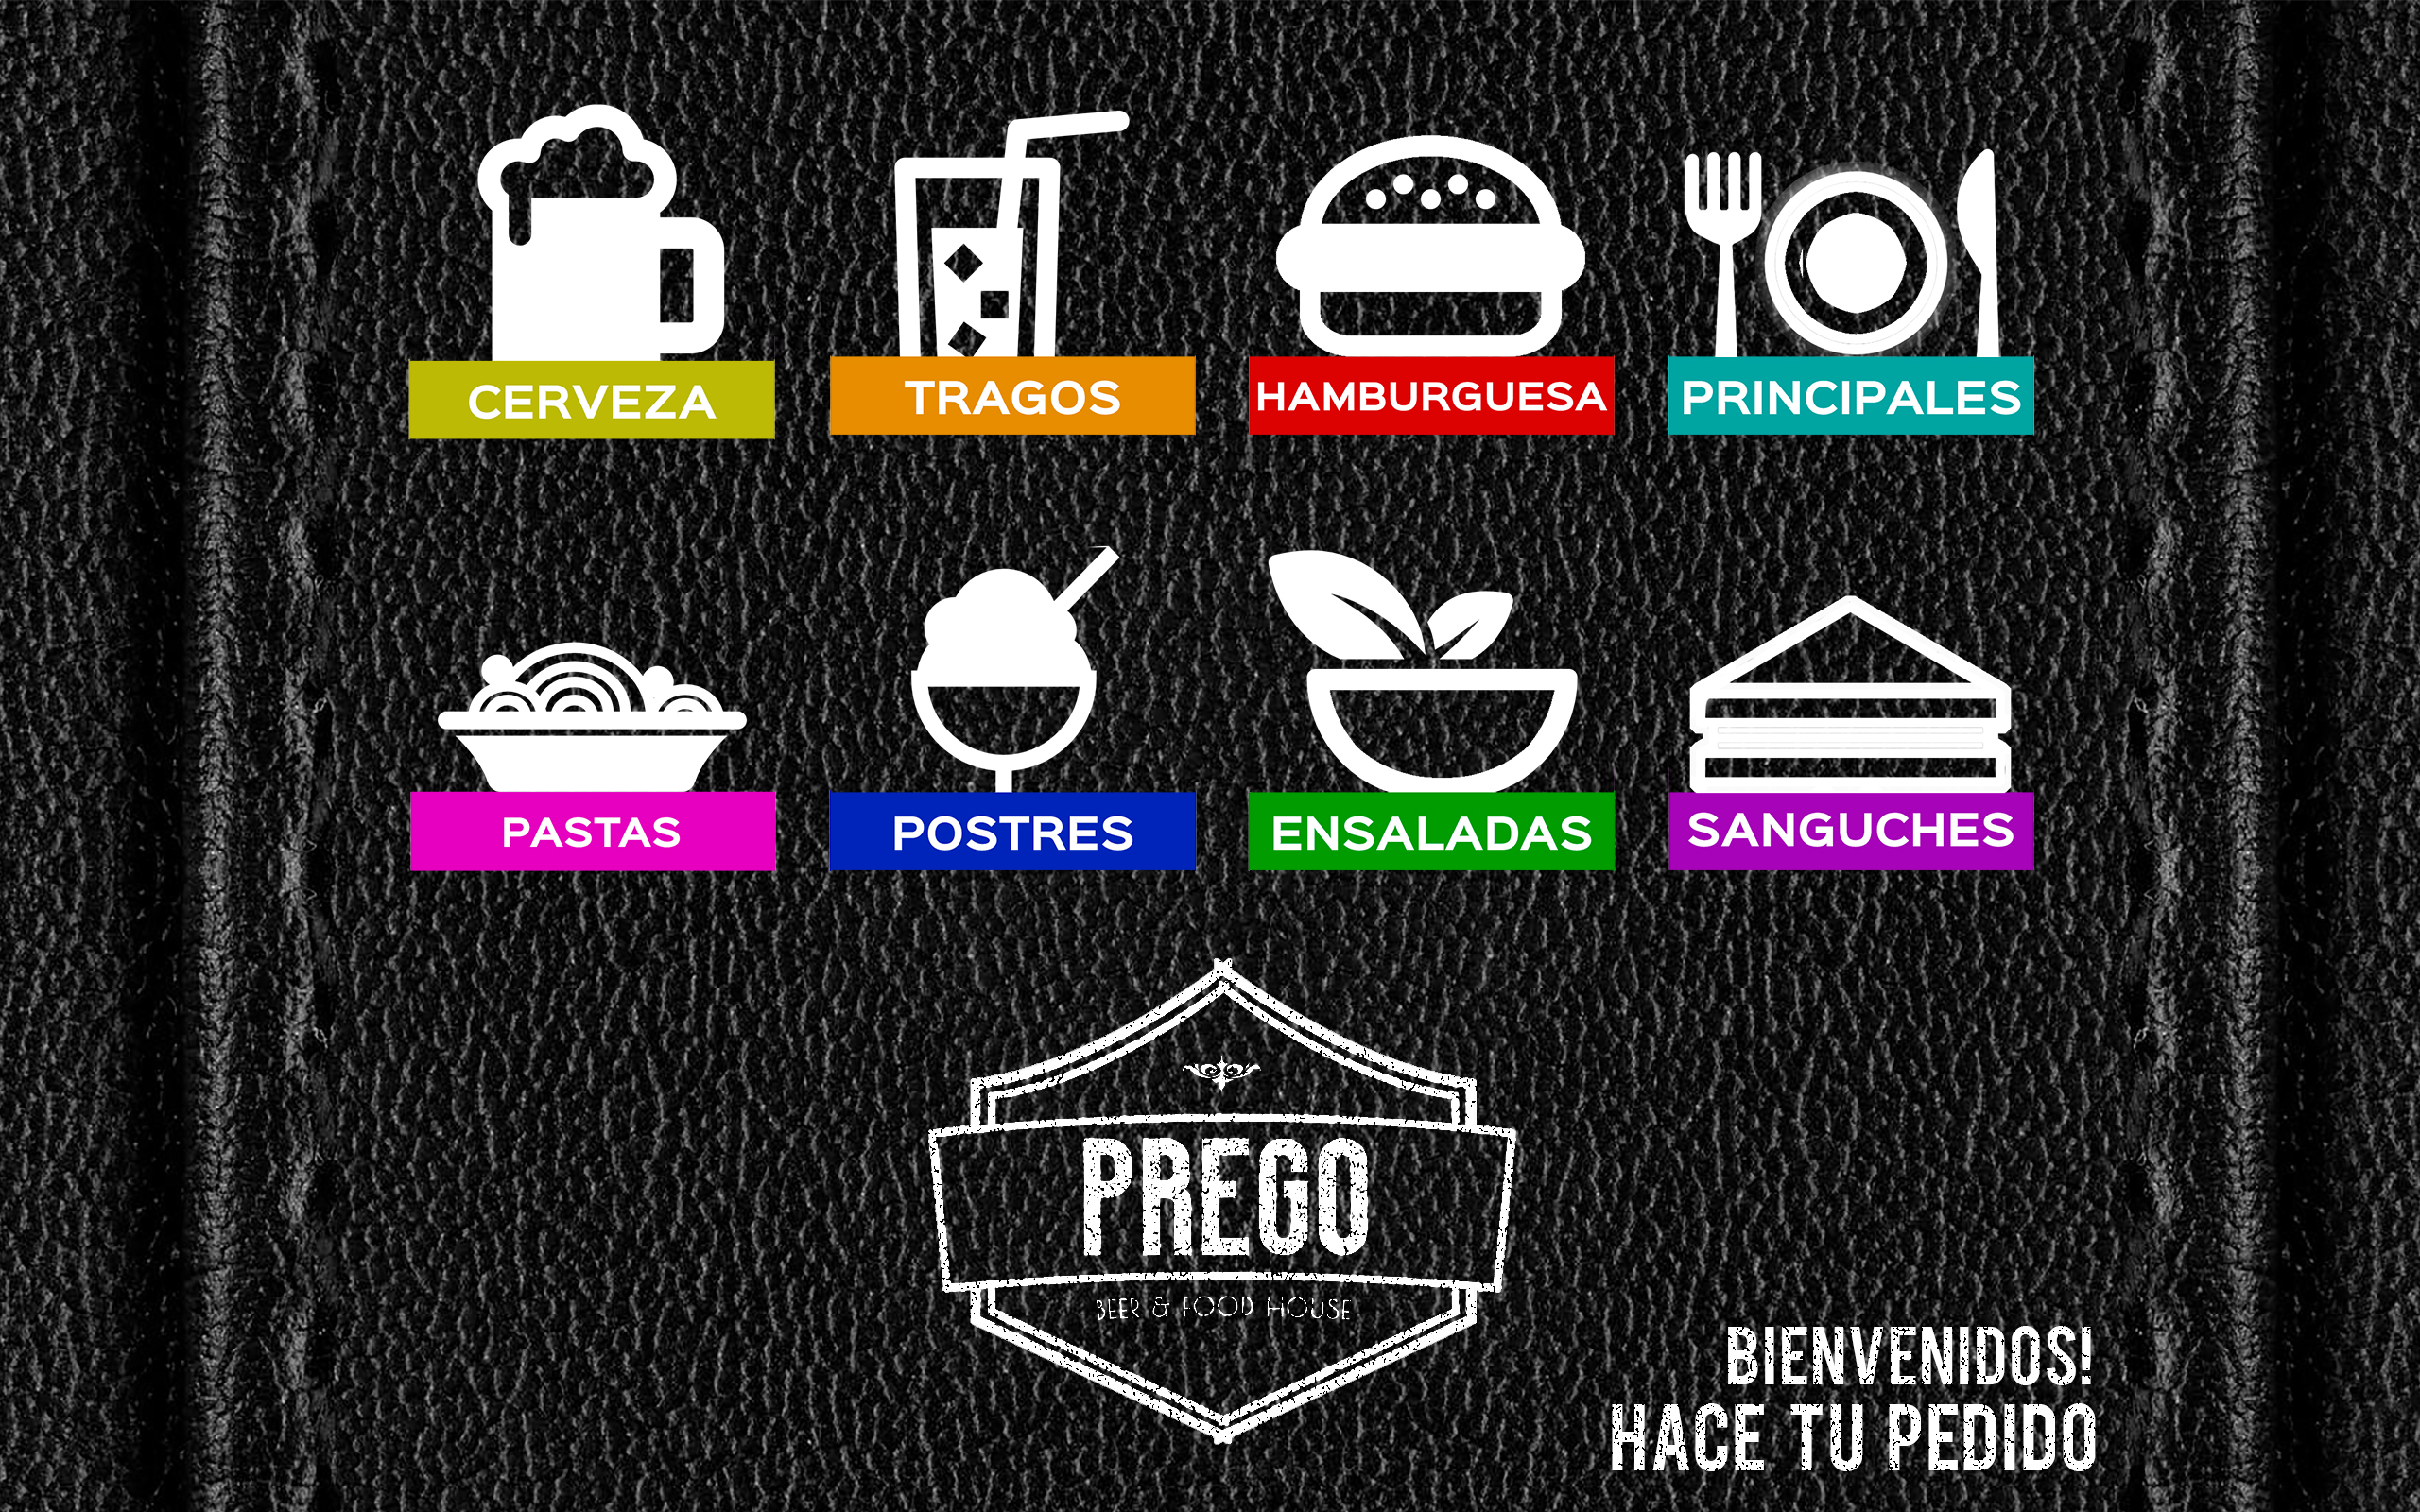 CERVEZA
TRAGOS
HAMBURGUESA
PRINCIPALES
PASTAS
POSTRES
ENSALADAS
SANGUCHES
PREGO
BEER & FOOD HOUSE
BIENVENIDOS!
HACE TU PEDIDO